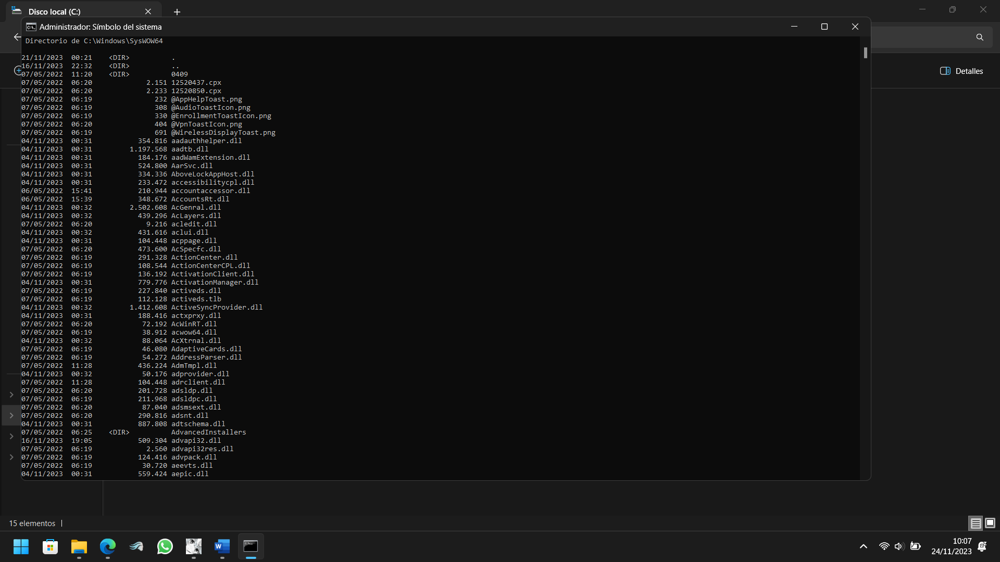 Disco local (C:)
Administrador: Símbolo del sistema
Directorio de C:\Windows\SysWOW64
21/11/2023  00:21    <DIR>          .
16/11/2023  22:32    <DIR>          ..
07/05/2022  11:20    <DIR>          0409
07/05/2022  06:20             2.151 12520437.cpx
07/05/2022  06:20             2.233 12520850.cpx
07/05/2022  06:19               232 @AppHelpToast.png
07/05/2022  06:19               308 @AudioToastIcon.png
07/05/2022  06:19               330 @EnrollmentToastIcon.png
07/05/2022  06:20               404 @VpnToastIcon.png
07/05/2022  06:19               691 @WirelessDisplayToast.png
04/11/2023  00:31           354.816 aadauthhelper.dll
04/11/2023  00:31         1.197.568 aadtb.dll
04/11/2023  00:31           184.176 aadWamExtension.dll
04/11/2023  00:31           524.800 AarSvc.dll
04/11/2023  00:31           334.336 AboveLockAppHost.dll
04/11/2023  00:31           233.472 accessibilitycpl.dll
06/05/2022  15:41           210.944 accountaccessor.dll
06/05/2022  15:39           348.672 AccountsRt.dll
04/11/2023  00:32         2.502.608 AcGenral.dll
04/11/2023  00:32           439.296 AcLayers.dll
07/05/2022  06:20             9.216 acledit.dll
04/11/2023  00:32           431.616 aclui.dll
04/11/2023  00:31           104.448 acppage.dll
07/05/2022  06:20           473.600 AcSpecfc.dll
07/05/2022  06:19           291.328 ActionCenter.dll
07/05/2022  06:19           108.544 ActionCenterCPL.dll
07/05/2022  06:19           136.192 ActivationClient.dll
04/11/2023  00:31           779.776 ActivationManager.dll
07/05/2022  06:19           227.840 activeds.dll
07/05/2022  06:19           112.128 activeds.tlb
04/11/2023  00:32         1.412.608 ActiveSyncProvider.dll
04/11/2023  00:31           188.416 actxprxy.dll
07/05/2022  06:20            72.192 AcWinRT.dll
07/05/2022  06:19            38.912 acwow64.dll
04/11/2023  00:32            88.064 AcXtrnal.dll
07/05/2022  06:19            46.080 AdaptiveCards.dll
07/05/2022  06:19            54.272 AddressParser.dll
07/05/2022  11:28           436.224 AdmTmpl.dll
04/11/2023  00:32            50.176 adprovider.dll
07/05/2022  11:28           104.448 adrclient.dll
07/05/2022  06:20           201.728 adsldp.dll
07/05/2022  06:19           211.968 adsldpc.dll
07/05/2022  06:20            87.040 adsmsext.dll
07/05/2022  06:20           290.816 adsnt.dll
04/11/2023  00:31           887.808 adtschema.dll
07/05/2022  06:25    <DIR>          AdvancedInstallers
16/11/2023  19:05           509.304 advapi32.dll
07/05/2022  06:19             2.560 advapi32res.dll
07/05/2022  06:19           124.416 advpack.dll
07/05/2022  06:19            30.720 aeevts.dll
04/11/2023  00:31           559.424 aepic.dll
Detalles
15 elementos
10:07
24/11/2023